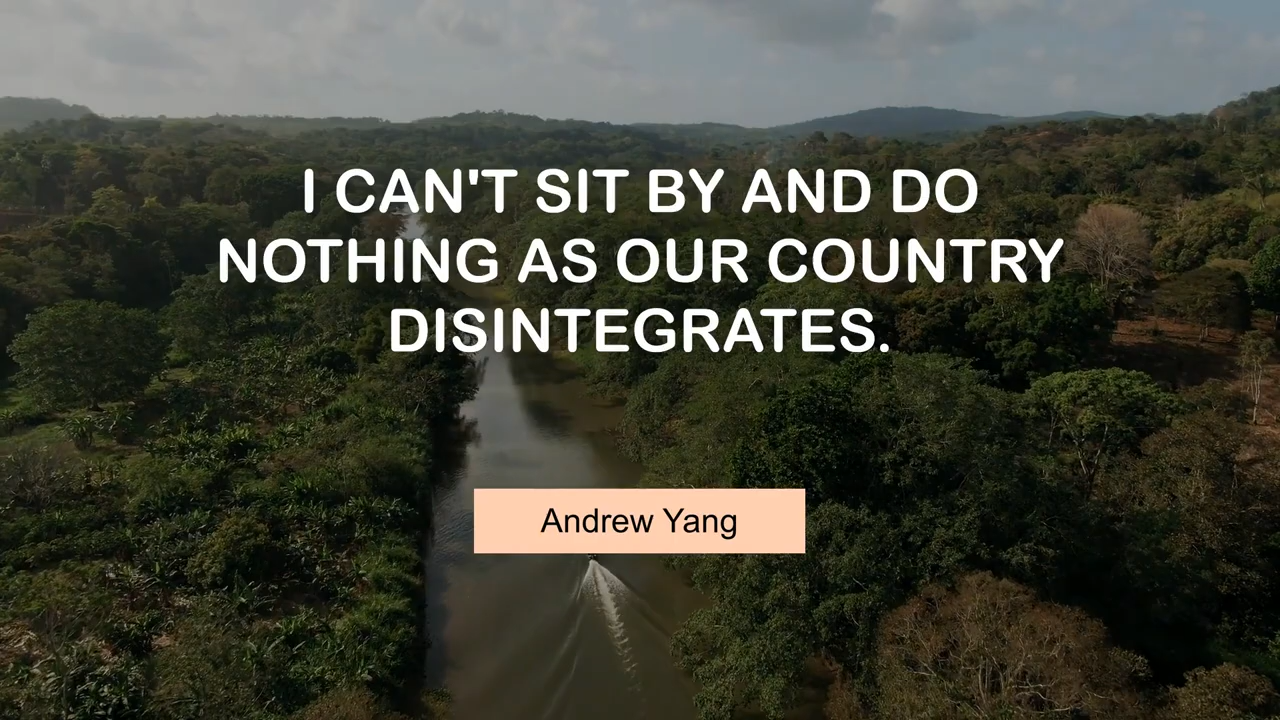 I CAN'T SIT BY AND DO
NOTHING AS OUR COUNTRY
DISINTEGRATES.
Andrew Yang